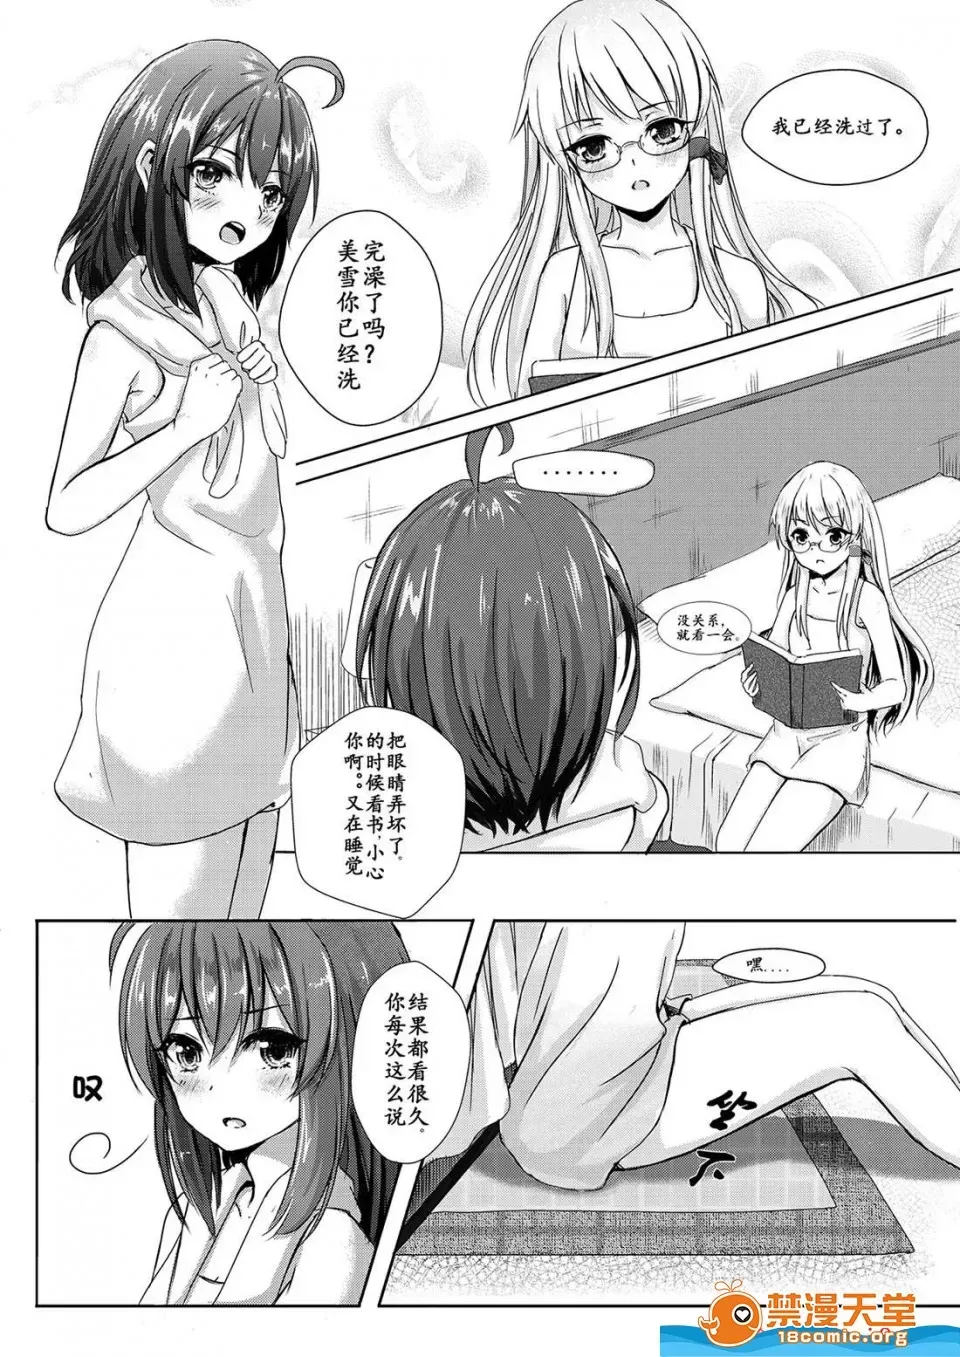 美雪你已经洗
完澡了吗？
我已经洗过了。
.......
没关系，
就看一会。
你啊。。又在睡觉
的时候看书，小心
把眼睛弄坏了。
叹
你每次这么说
结果都看很久。
嘿....
坐
下
禁漫天堂
18comic.org